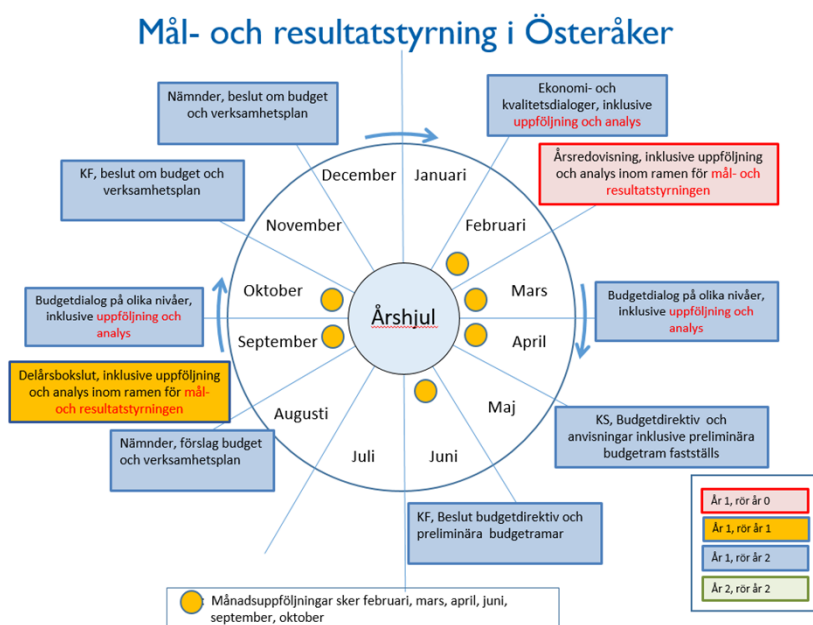 Mål- och resultatstyrning i Österåker
Nämnder, beslut om budget
och verksamhetsplan
Ekonomi- och
kvalitetsdialoger, inklusive
uppföljning och analys
KF, beslut om budget och
verksamhetsplan
Årsredovisning, inklusive uppföljning
och analys inom ramen för mål- och
resultatstyrningen
December
Januari
November
Februari
Oktober
Mars
Årshjul
Budgetdialog på olika nivåer,
inklusive uppföljning och
analys
Budgetdialog på olika nivåer,
inklusive uppföljning och
analys
September
April
Delårsbokslut, inklusive uppföljning
och analys inom ramen för mål-
och resultatstyrningen
Augusti
Maj
Juli
Juni
KS, Budgetdirektiv och
anvisningar inklusive preliminära
budgetram fastställs
Nämnder, förslag budget
och verksamhetsplan
KF, Beslut budgetdirektiv och
preliminära budgetramar
År 1, rör år 0
År 1, rör år 1
År 1, rör år 2
År 2, rör år 2
: Månadsuppföljningar sker februari, mars, april, juni,
september, oktober